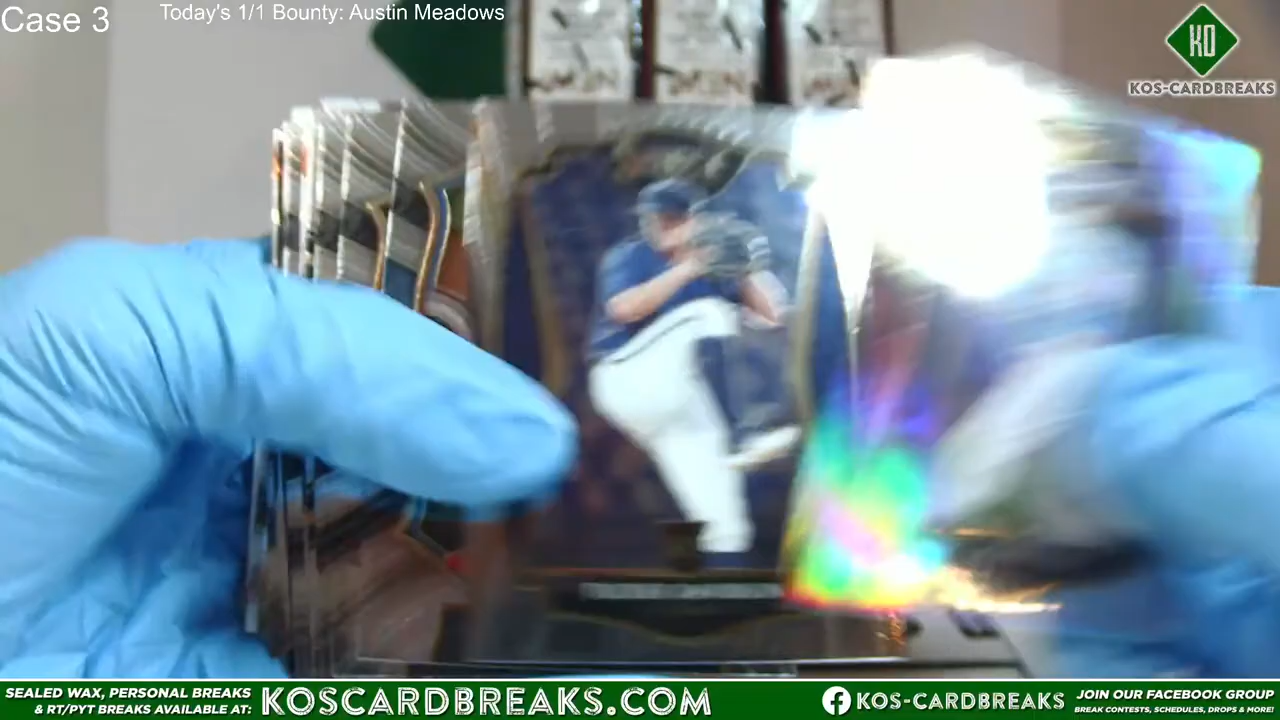 Case 3
Today's 1/1 Bounty: Austin Meadows
KO
KOS-CARDBREAKS
SEALED WAX, PERSONAL BREAKS
& RT/PYT BREAKS AVAILABLE AT:
KOSCARDBREAKS.COM
KOS-CARDBREAKS
JOIN OUR FACEBOOK GROUP
BREAK CONTESTS, SCHEDULES, DROPS & MORE!